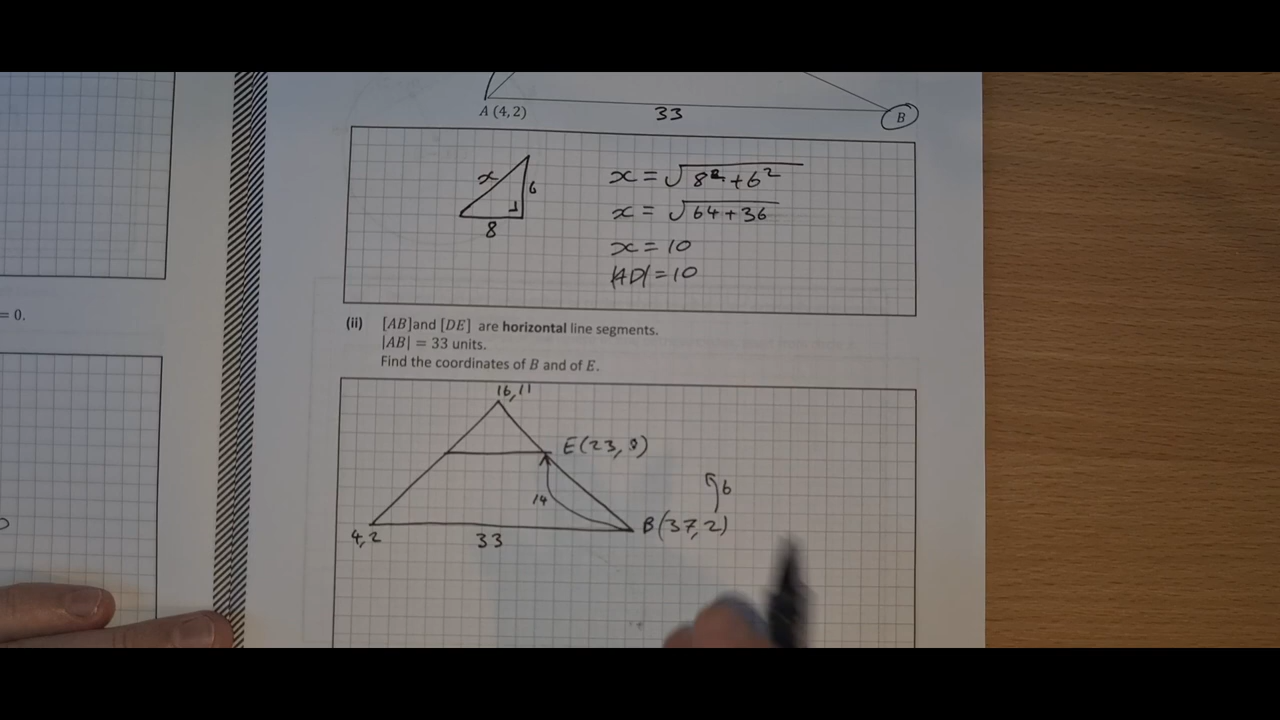 A (4,2)
33
B
x
6
8
x = √8²+6²
x = √64+36
x = 10
|AD| = 10
= 0.
(ii) [AB]and [DE] are horizontal line segments.
|AB| = 33 units.
Find the coordinates of B and of E.
16,11
E(23, 8)
14
6
B(37,2)
4,2
33